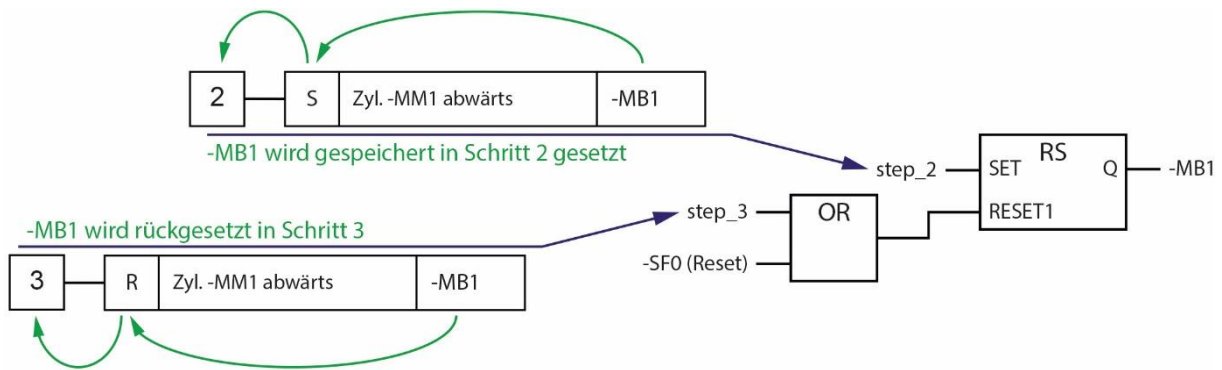 2 S Zyl. -MM1 abwärts -MB1
-MB1 wird gespeichert in Schritt 2 gesetzt
step_2 SET RS Q -MB1
RESET1
step_3 OR
-SF0 (Reset)
-MB1 wird rückgesetzt in Schritt 3
3 R Zyl. -MM1 abwärts -MB1